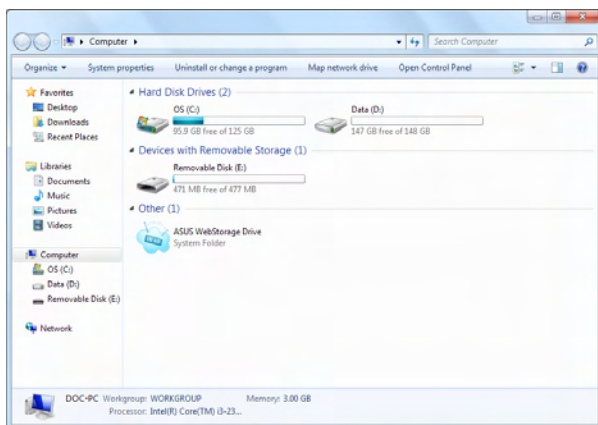 Computer
Search Computer
Organize
System properties
Uninstall or change a program
Map network drive
Open Control Panel
Favorites
Desktop
Downloads
Recent Places
Libraries
Documents
Music
Pictures
Videos
Computer
OS (C:)
Data (D:)
Removable Disk (E:)
Network
Hard Disk Drives (2)
OS (C:)
95.9 GB free of 125 GB
Data (D:)
147 GB free of 148 GB
Devices with Removable Storage (1)
Removable Disk (E:)
471 MB free of 477 MB
Other (1)
ASUS WebStorage Drive
System Folder
DOC-PC Workgroup: WORKGROUP Memory: 3.00 GB
Processor: Intel(R) Core(TM) i3-23...